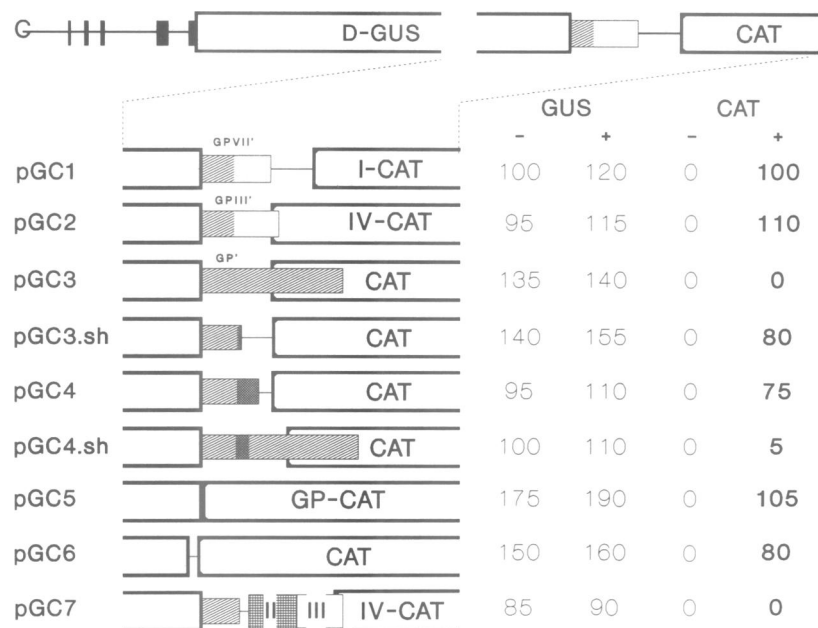 G D-GUS CAT
GUS CAT
- + - +
GPVII'
pGC1 I-CAT 100 120 0 100
GPIII'
pGC2 IV-CAT 95 115 0 110
GP'
pGC3 CAT 135 140 0 0
pGC3.sh CAT 140 155 0 80
pGC4 CAT 95 110 0 75
pGC4.sh CAT 100 110 0 5
pGC5 GP-CAT 175 190 0 105
pGC6 CAT 150 160 0 80
pGC7 II III IV-CAT 85 90 0 0